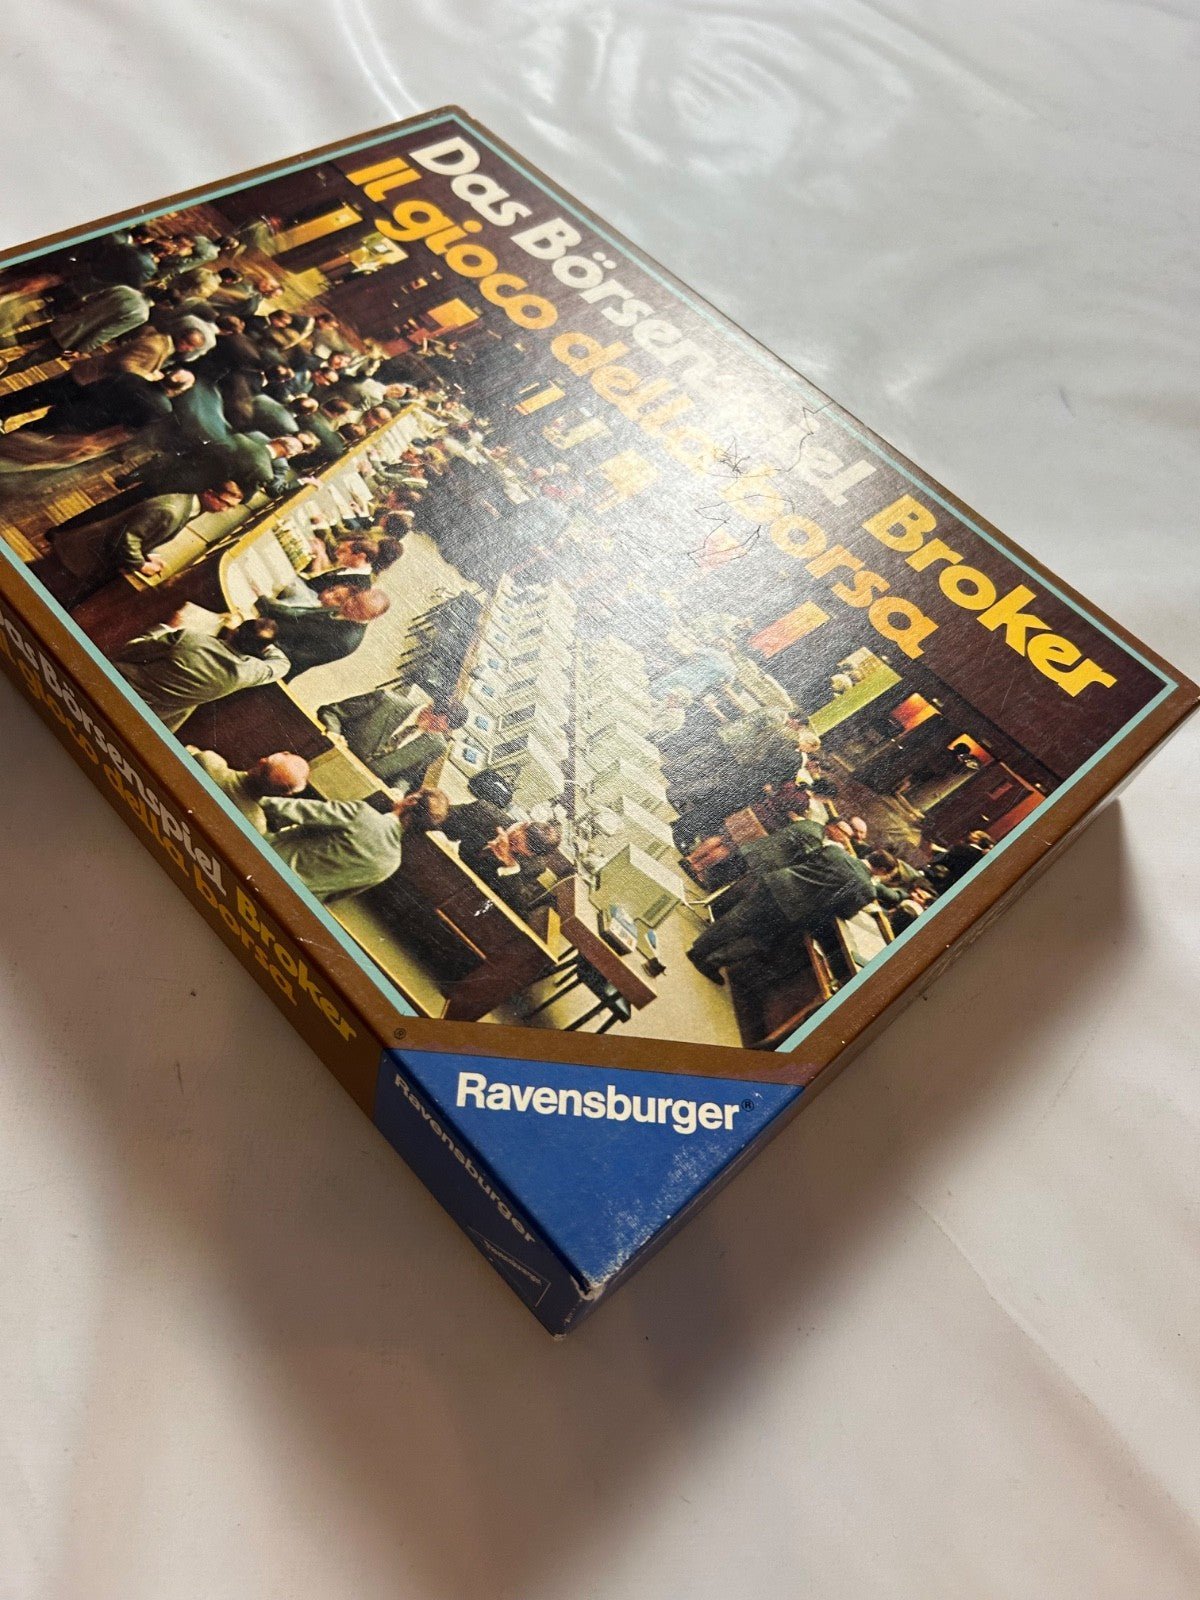 Das Börsenspiel Broker
Il gioco della borsa
Das Börsenspiel Broker
Il gioco della borsa
®
Ravensburger®
Ravensburger